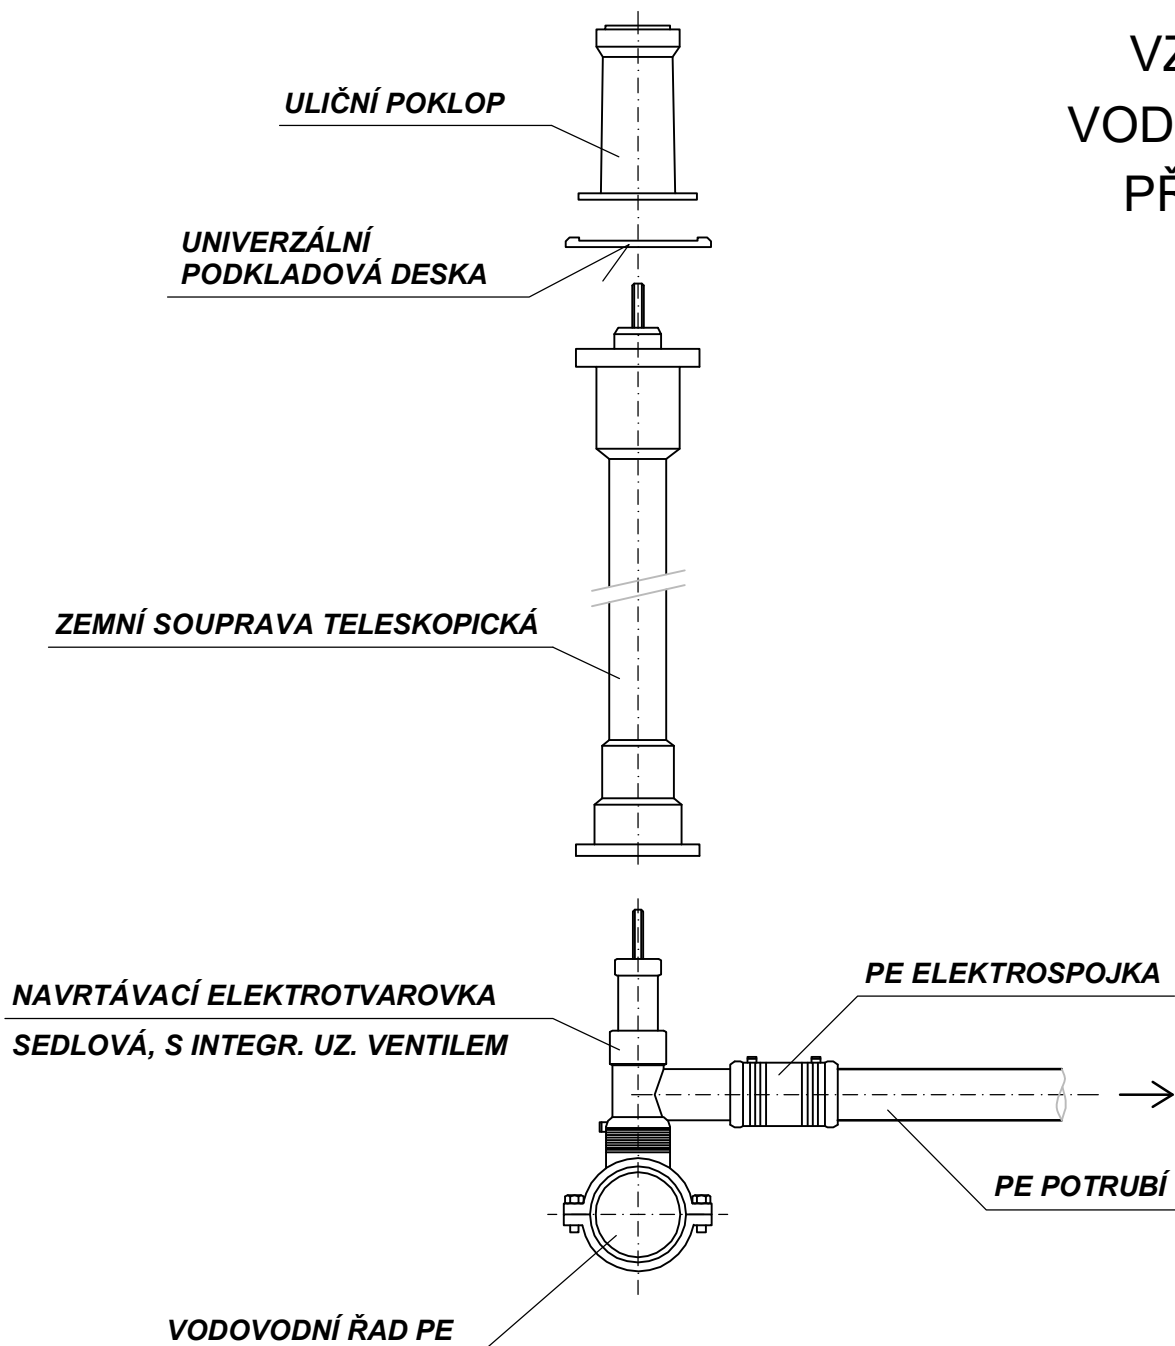 VZ
VOD
PŘ
ULIČNÍ POKLOP
UNIVERZÁLNÍ
PODKLADOVÁ DESKA
ZEMNÍ SOUPRAVA TELESKOPICKÁ
PE ELEKTROSPOJKA
NAVRTÁVACÍ ELEKTROTVAROVKA
SEDLOVÁ, S INTEGR. UZ. VENTILEM
PE POTRUBÍ
VODOVODNÍ ŘAD PE